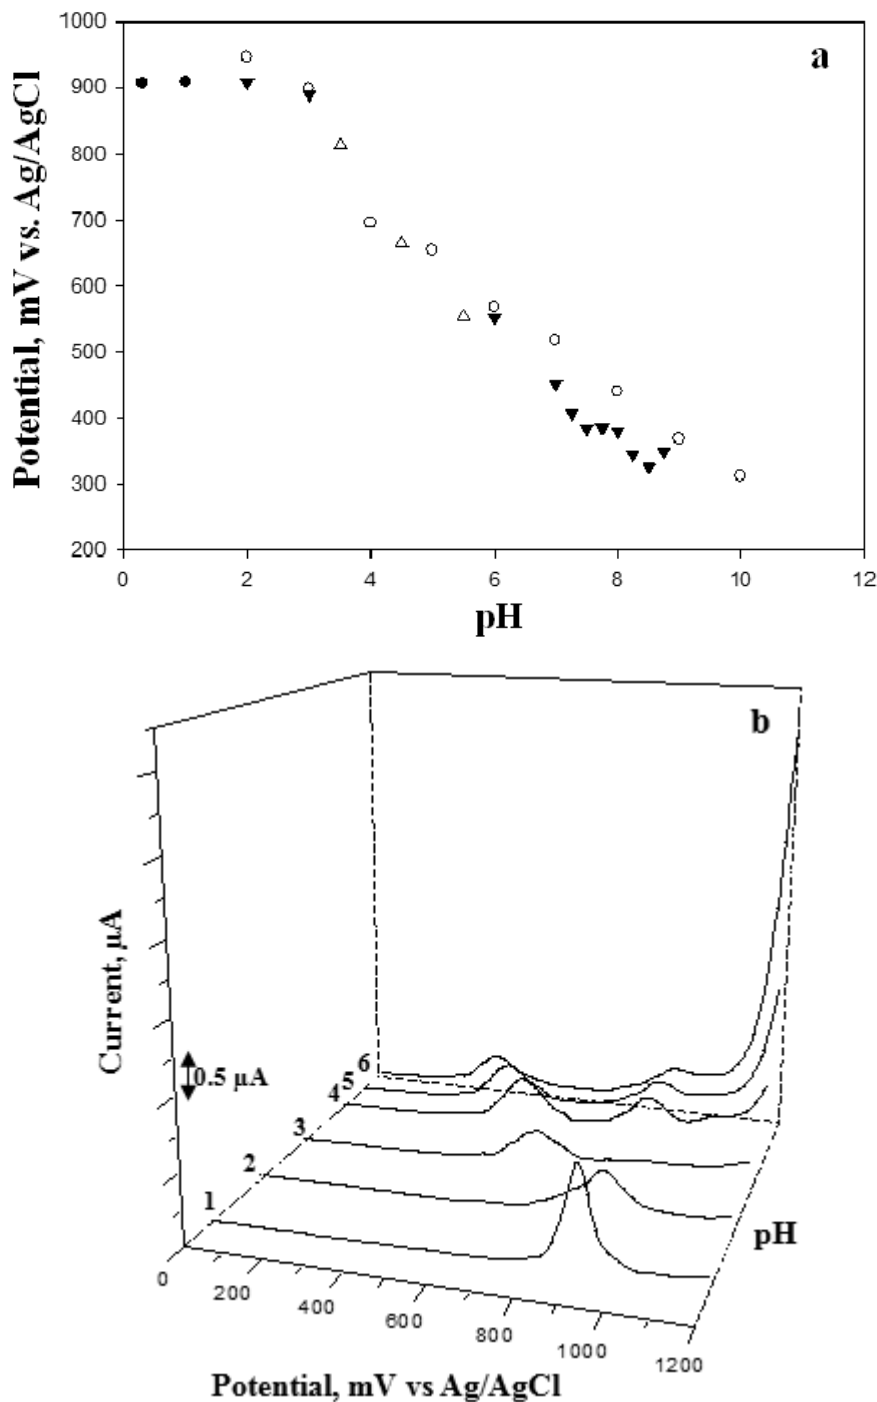 a
Potential, mV vs. Ag/AgCl
1000
900
800
700
600
500
400
300
200
0 2 4 6 8 10 12
pH
b
Current, µA
0.5 µA
6
5
4
3
2
1
pH
0 200 400 600 800 1000 1200
Potential, mV vs Ag/AgCl